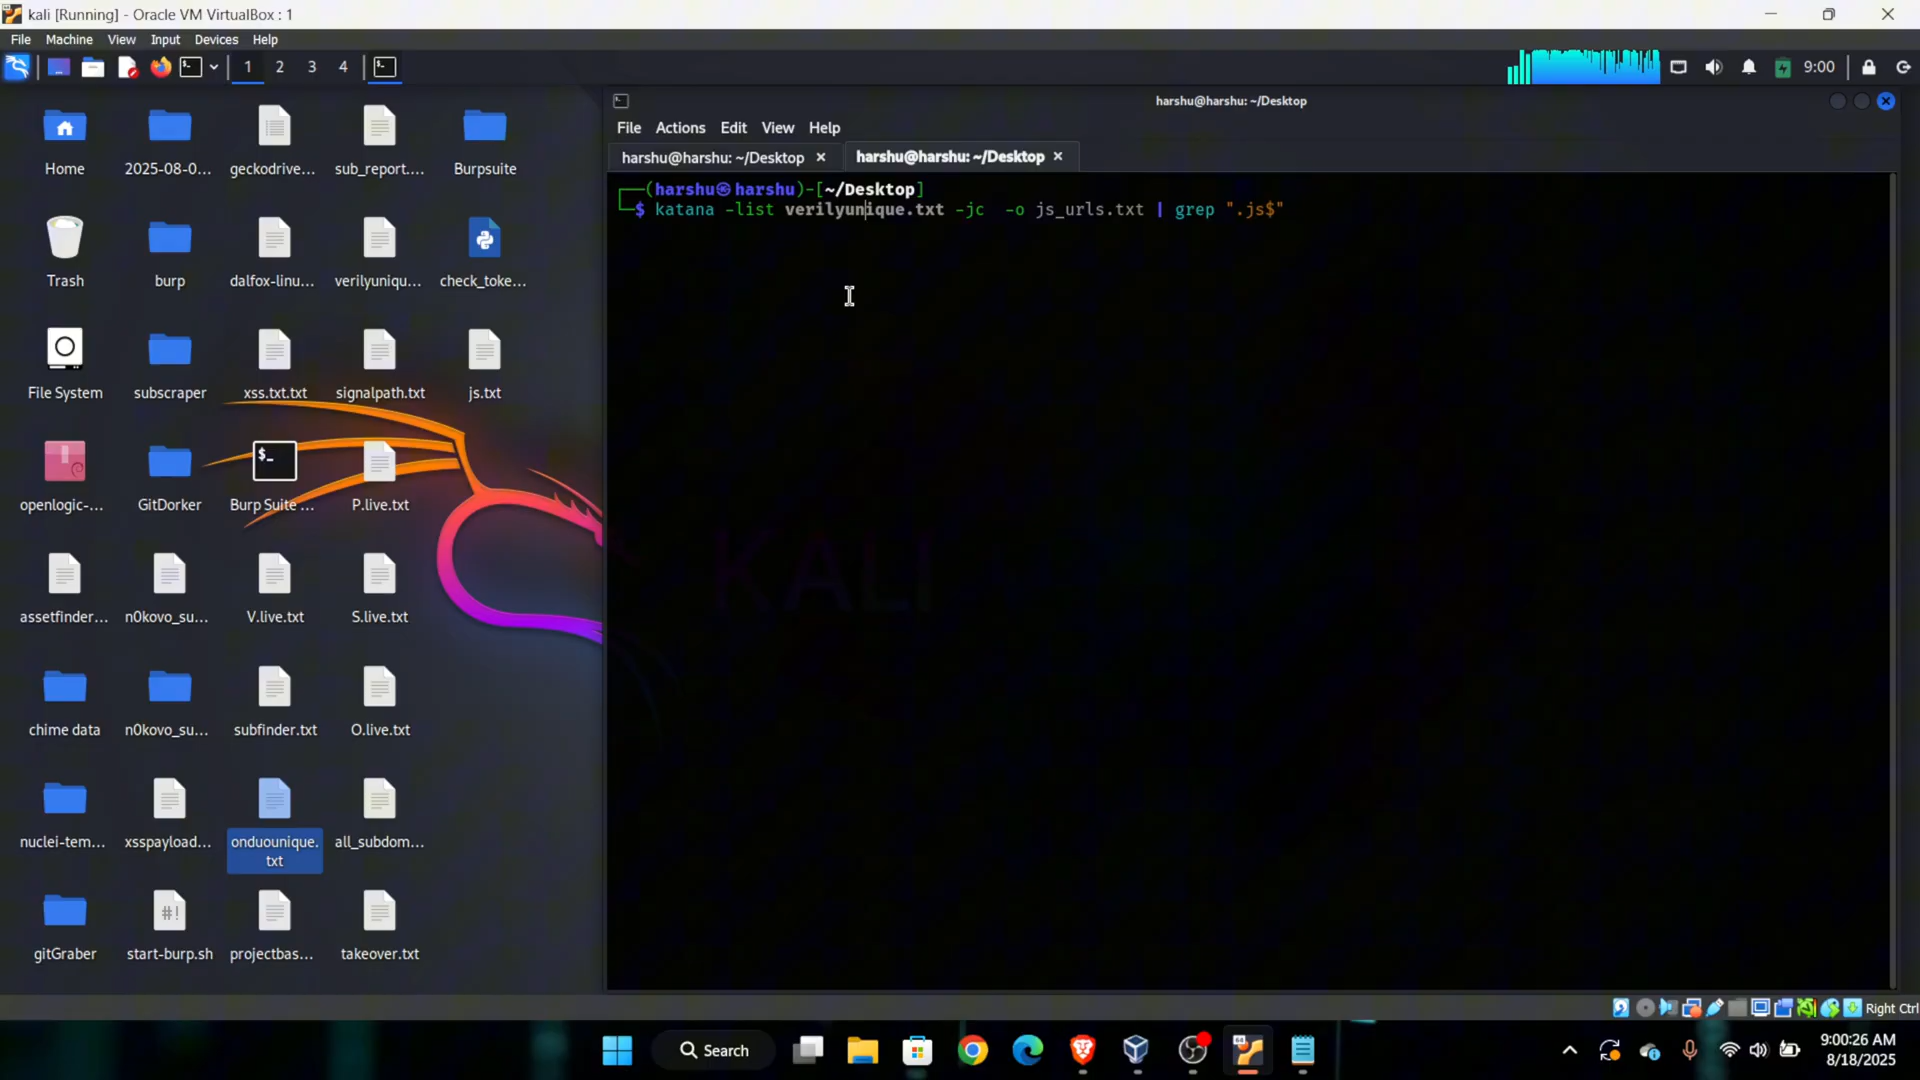 kali [Running] - Oracle VM VirtualBox : 1
File Machine View Input Devices Help
1 2 3 4
9:00
Home
2025-08-0...
geckodrive...
sub_report....
Burpsuite
Trash
burp
dalfox-linu...
verilyuniqu...
check_toke...
File System
subscraper
xss.txt.txt
signalpath.txt
js.txt
openlogic-...
GitDorker
Burp Suite ...
P.live.txt
assetfinder...
n0kovo_su...
V.live.txt
S.live.txt
chime data
n0kovo_su...
subfinder.txt
O.live.txt
nuclei-tem...
xsspayload...
onduounique.
txt
all_subdom...
gitGraber
start-burp.sh
projectbas...
takeover.txt
harshu@harshu: ~/Desktop
File Actions Edit View Help
harshu@harshu: ~/Desktop × harshu@harshu: ~/Desktop ×
┌──(harshu㉿harshu)-[~/Desktop]
└─$ katana -list verilyunique.txt -jc  -o js_urls.txt | grep ".js$"
KALI
Right Ctrl
Search
9:00:26 AM
8/18/2025